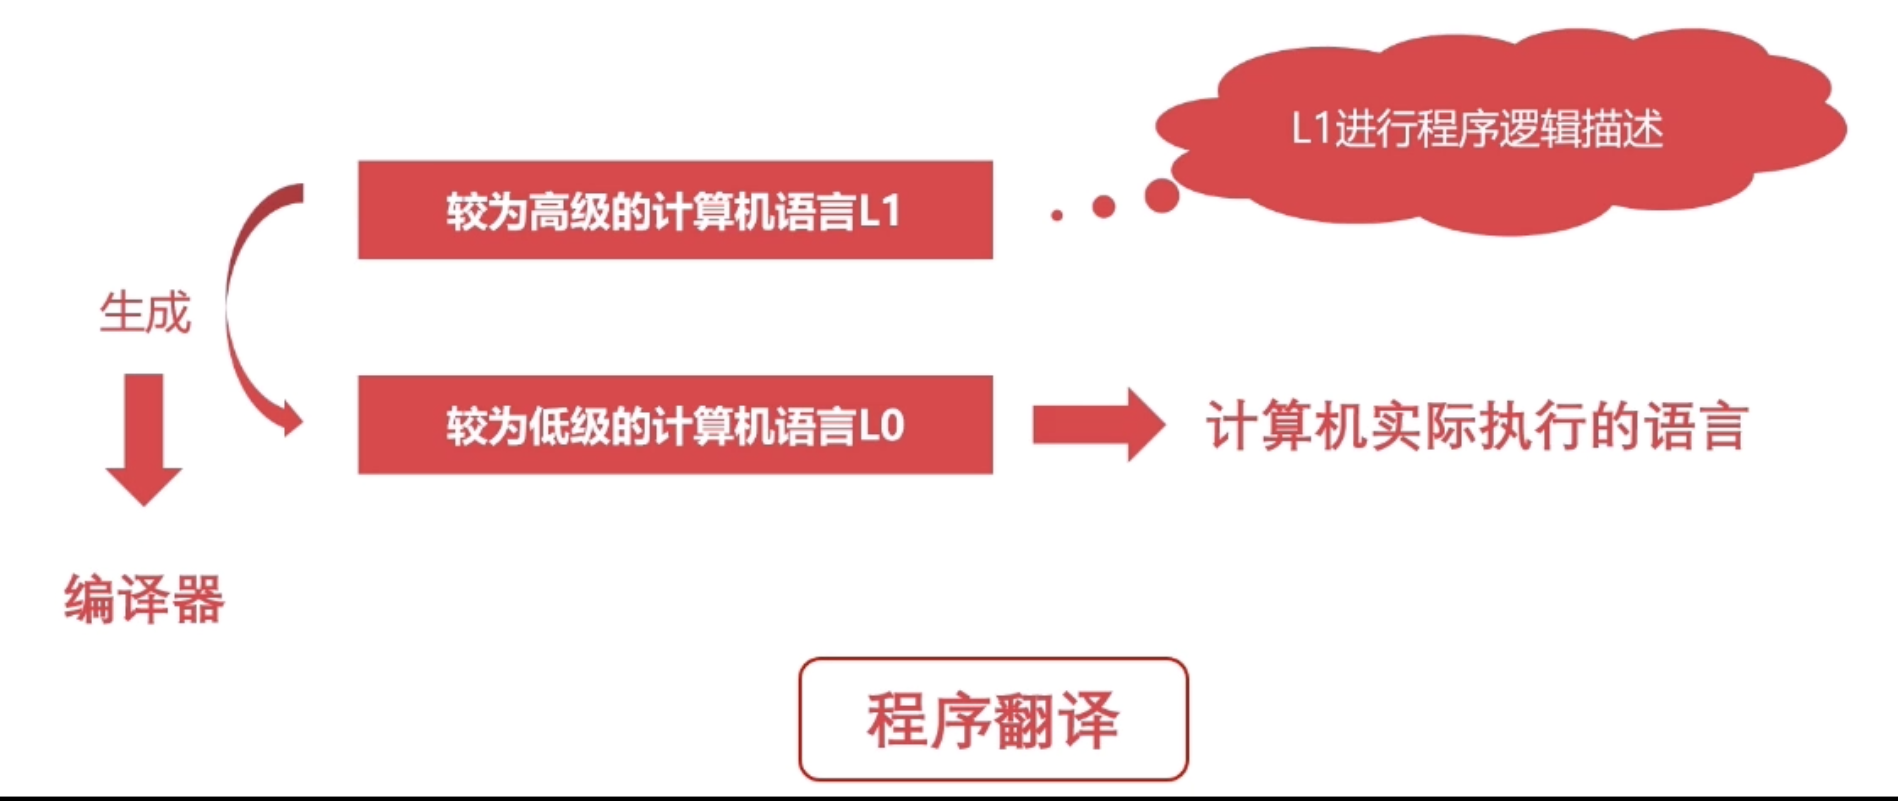 L1进行程序逻辑描述
较为高级的计算机语言L1
生成
较为低级的计算机语言L0
计算机实际执行的语言
编译器
程序翻译